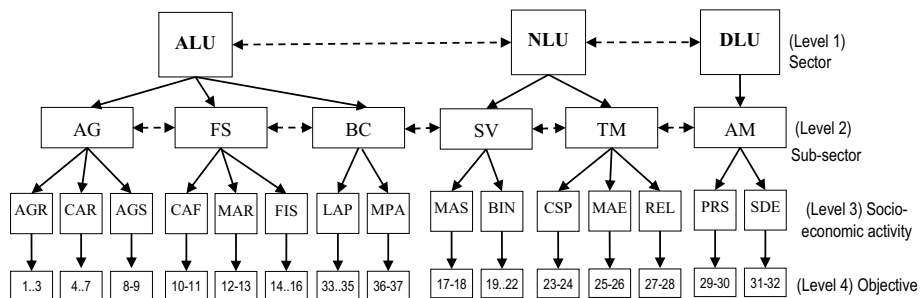 ALU NLU DLU (Level 1)
Sector
AG FS BC SV TM AM (Level 2)
Sub-sector
AGR CAR AGS CAF MAR FIS LAP MPA MAS BIN CSP MAE REL PRS SDE (Level 3) Socio-
economic activity
1..3 4..7 8-9 10-11 12-13 14..16 33..35 36-37 17-18 19..22 23-24 25-26 27-28 29-30 31-32 (Level 4) Objective